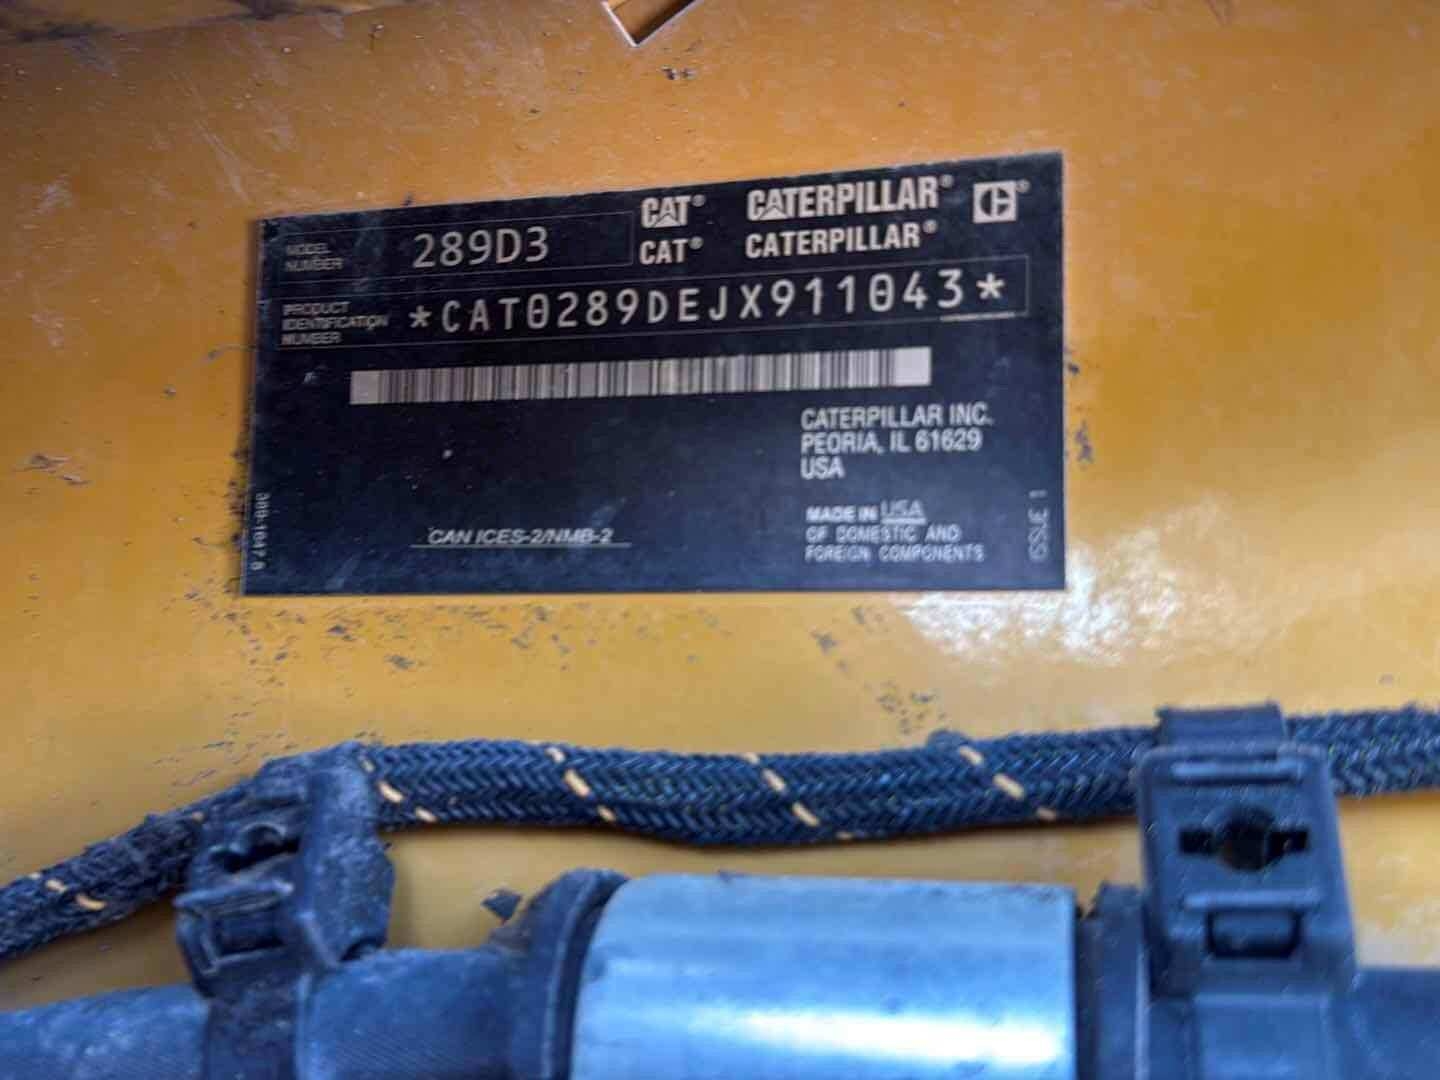 MODEL NUMBER 289D3
CAT® CATERPILLAR®
CAT® CATERPILLAR®
PRODUCT IDENTIFICATION NUMBER *CAT0289DEJX911043*
CATERPILLAR INC.
PEORIA, IL 61629
USA
MADE IN USA
OF DOMESTIC AND
FOREIGN COMPONENTS
CAN ICES-2/NMB-2
ISSUE 1